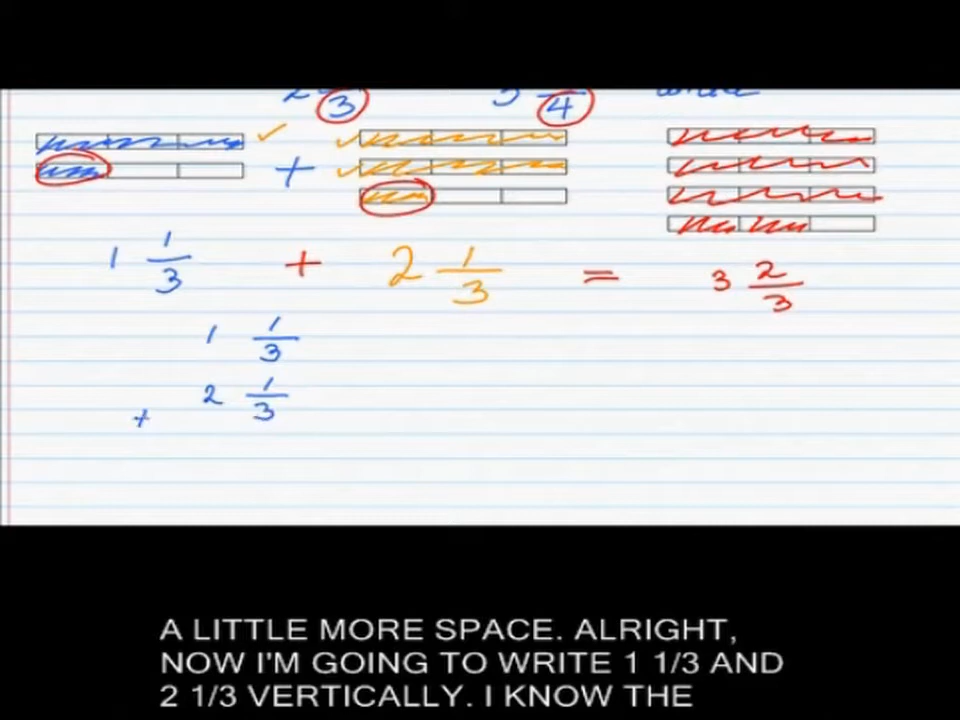 3 4
+
1 1/3 + 2 1/3 = 3 2/3
1 1/3
+ 2 1/3
A LITTLE MORE SPACE. ALRIGHT,
NOW I'M GOING TO WRITE 1 1/3 AND
2 1/3 VERTICALLY. I KNOW THE